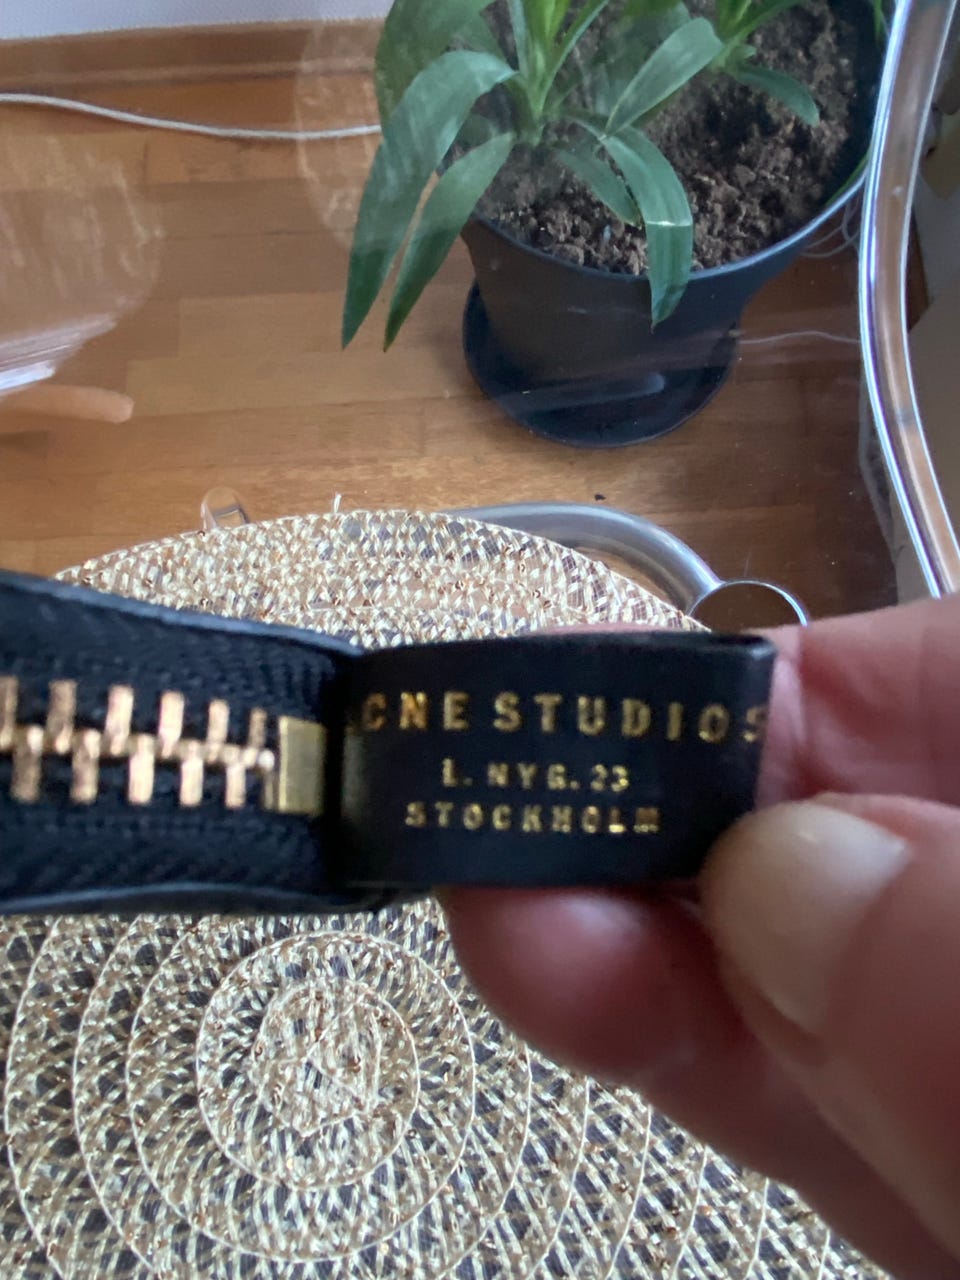 CNE STUDIOS
L. NYG. 23
STOCKHOLM